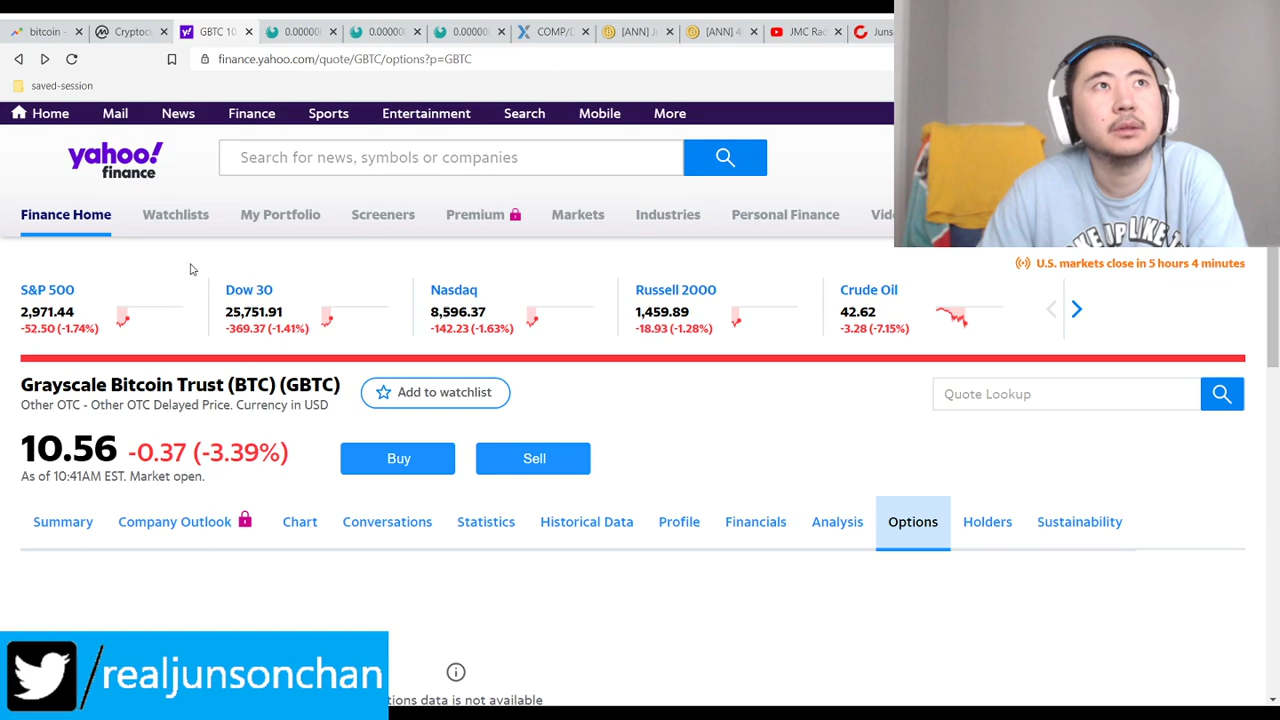 bitcoin -
Cryptoc
GBTC 10
0.00000
0.00000
0.00000
COMP/D
[ANN] J
[ANN] 4
JMC Rac
Juns
finance.yahoo.com/quote/GBTC/options?p=GBTC
saved-session
Home Mail News Finance Sports Entertainment Search Mobile More
yahoo!
finance
Search for news, symbols or companies
Finance Home Watchlists My Portfolio Screeners Premium Markets Industries Personal Finance Vid
U.S. markets close in 5 hours 4 minutes
S&P 500
2,971.44
-52.50 (-1.74%)
Dow 30
25,751.91
-369.37 (-1.41%)
Nasdaq
8,596.37
-142.23 (-1.63%)
Russell 2000
1,459.89
-18.93 (-1.28%)
Crude Oil
42.62
-3.28 (-7.15%)
Grayscale Bitcoin Trust (BTC) (GBTC)
Add to watchlist
Quote Lookup
Other OTC - Other OTC Delayed Price. Currency in USD
10.56 -0.37 (-3.39%)
Buy
Sell
As of 10:41AM EST. Market open.
Summary Company Outlook Chart Conversations Statistics Historical Data Profile Financials Analysis Options Holders Sustainability
/realjunsonchan
tions data is not available